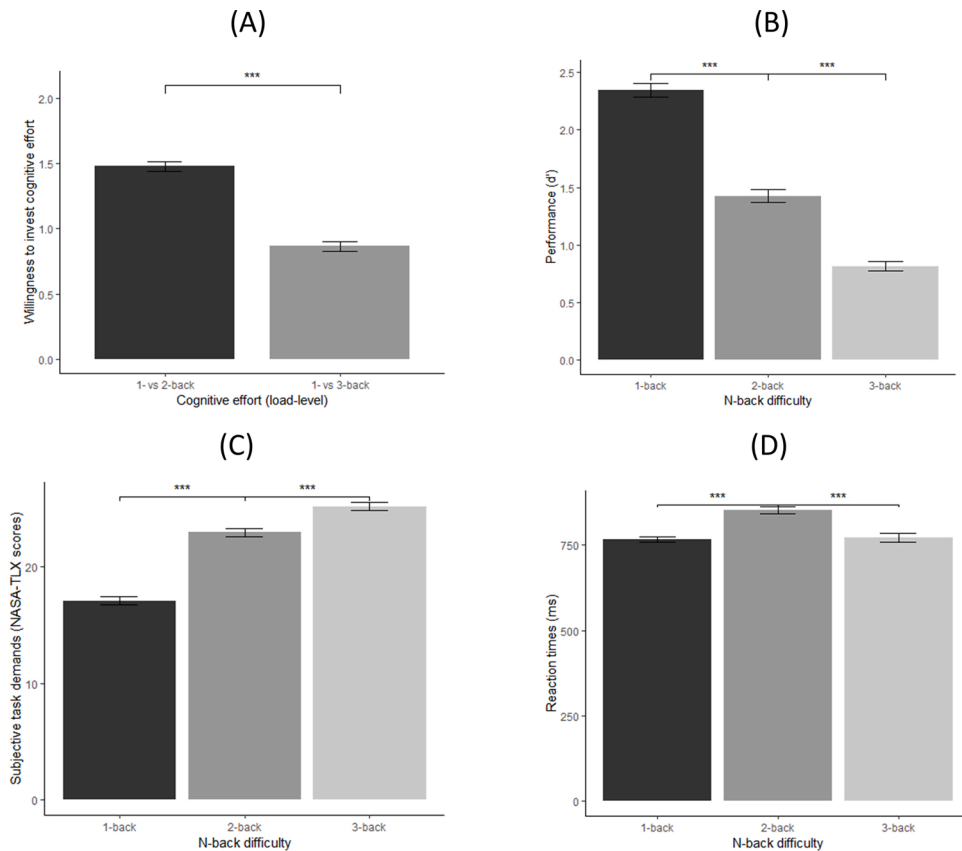 (A)
***
Willingness to invest cognitive effort
2.0
1.5
1.0
0.5
0.0
1- vs 2-back
1- vs 3-back
Cognitive effort (load-level)
(B)
***
***
Performance (d')
2.5
2.0
1.5
1.0
0.5
0.0
1-back
2-back
3-back
N-back difficulty
(C)
***
***
Subjective task demands (NASA-TLX scores)
20
10
0
1-back
2-back
3-back
N-back difficulty
(D)
***
***
Reaction times (ms)
750
500
250
0
1-back
2-back
3-back
N-back difficulty